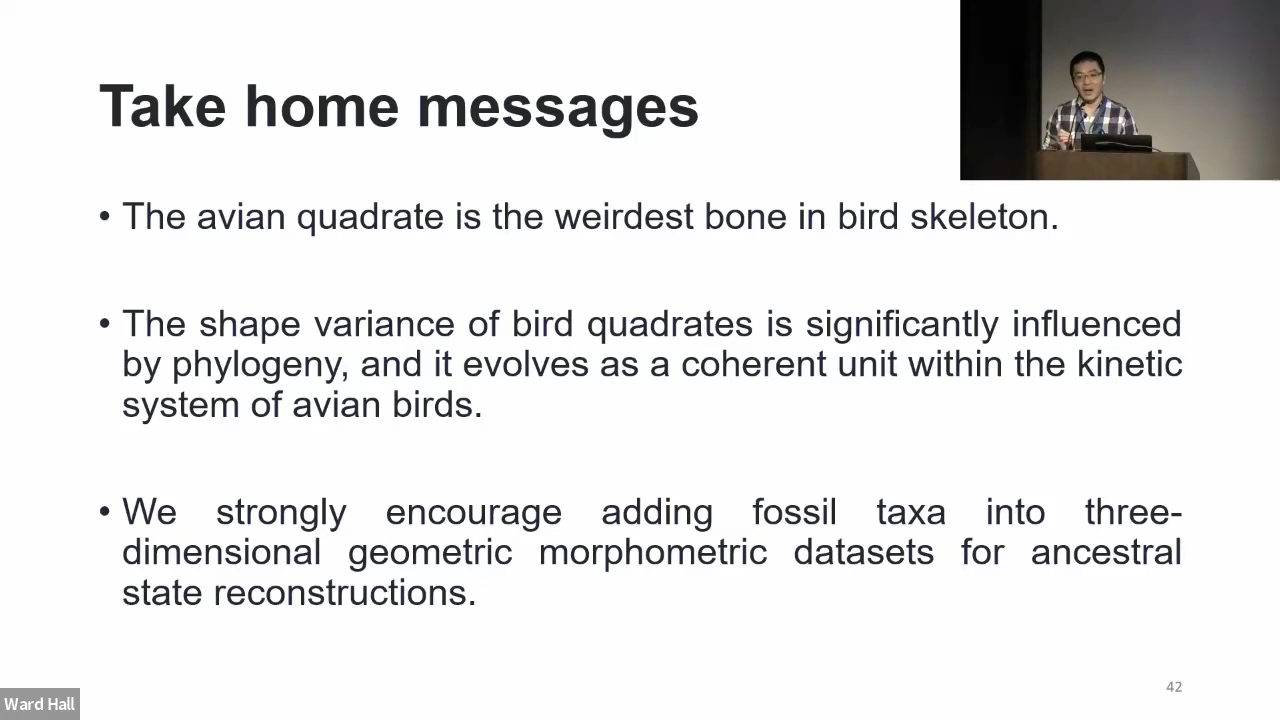 Take home messages
• The avian quadrate is the weirdest bone in bird skeleton.
• The shape variance of bird quadrates is significantly influenced
by phylogeny, and it evolves as a coherent unit within the kinetic
system of avian birds.
• We strongly encourage adding fossil taxa into three-
dimensional geometric morphometric datasets for ancestral
state reconstructions.
42
Ward Hall